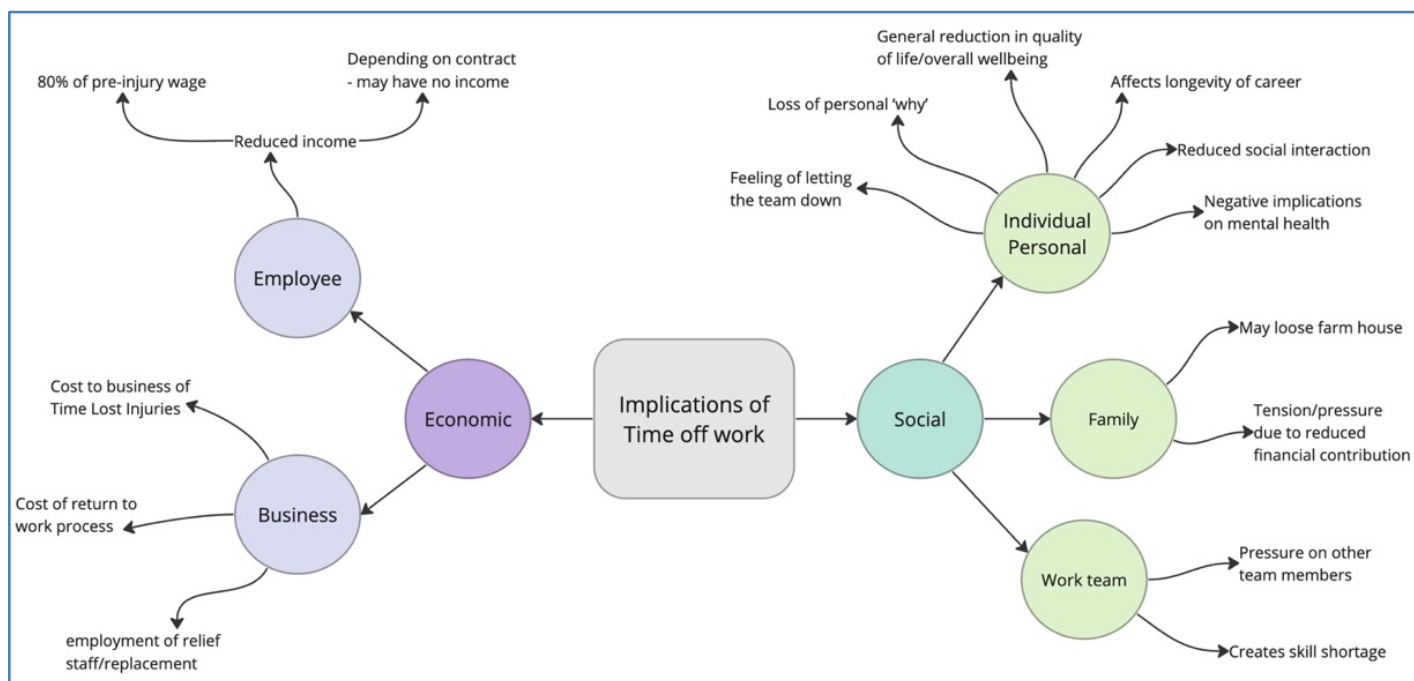 General reduction in quality
of life/overall wellbeing
Depending on contract
- may have no income
80% of pre-injury wage
Affects longevity of career
Loss of personal ‘why’
Reduced income
Reduced social interaction
Feeling of letting
the team down
Individual
Personal
Negative implications
on mental health
Employee
May loose farm house
Cost to business of
Time Lost Injuries
Economic
Implications of
Time off work
Social
Family
Tension/pressure
due to reduced
financial contribution
Cost of return to
work process
Business
Work team
Pressure on other
team members
employment of relief
staff/replacement
Creates skill shortage